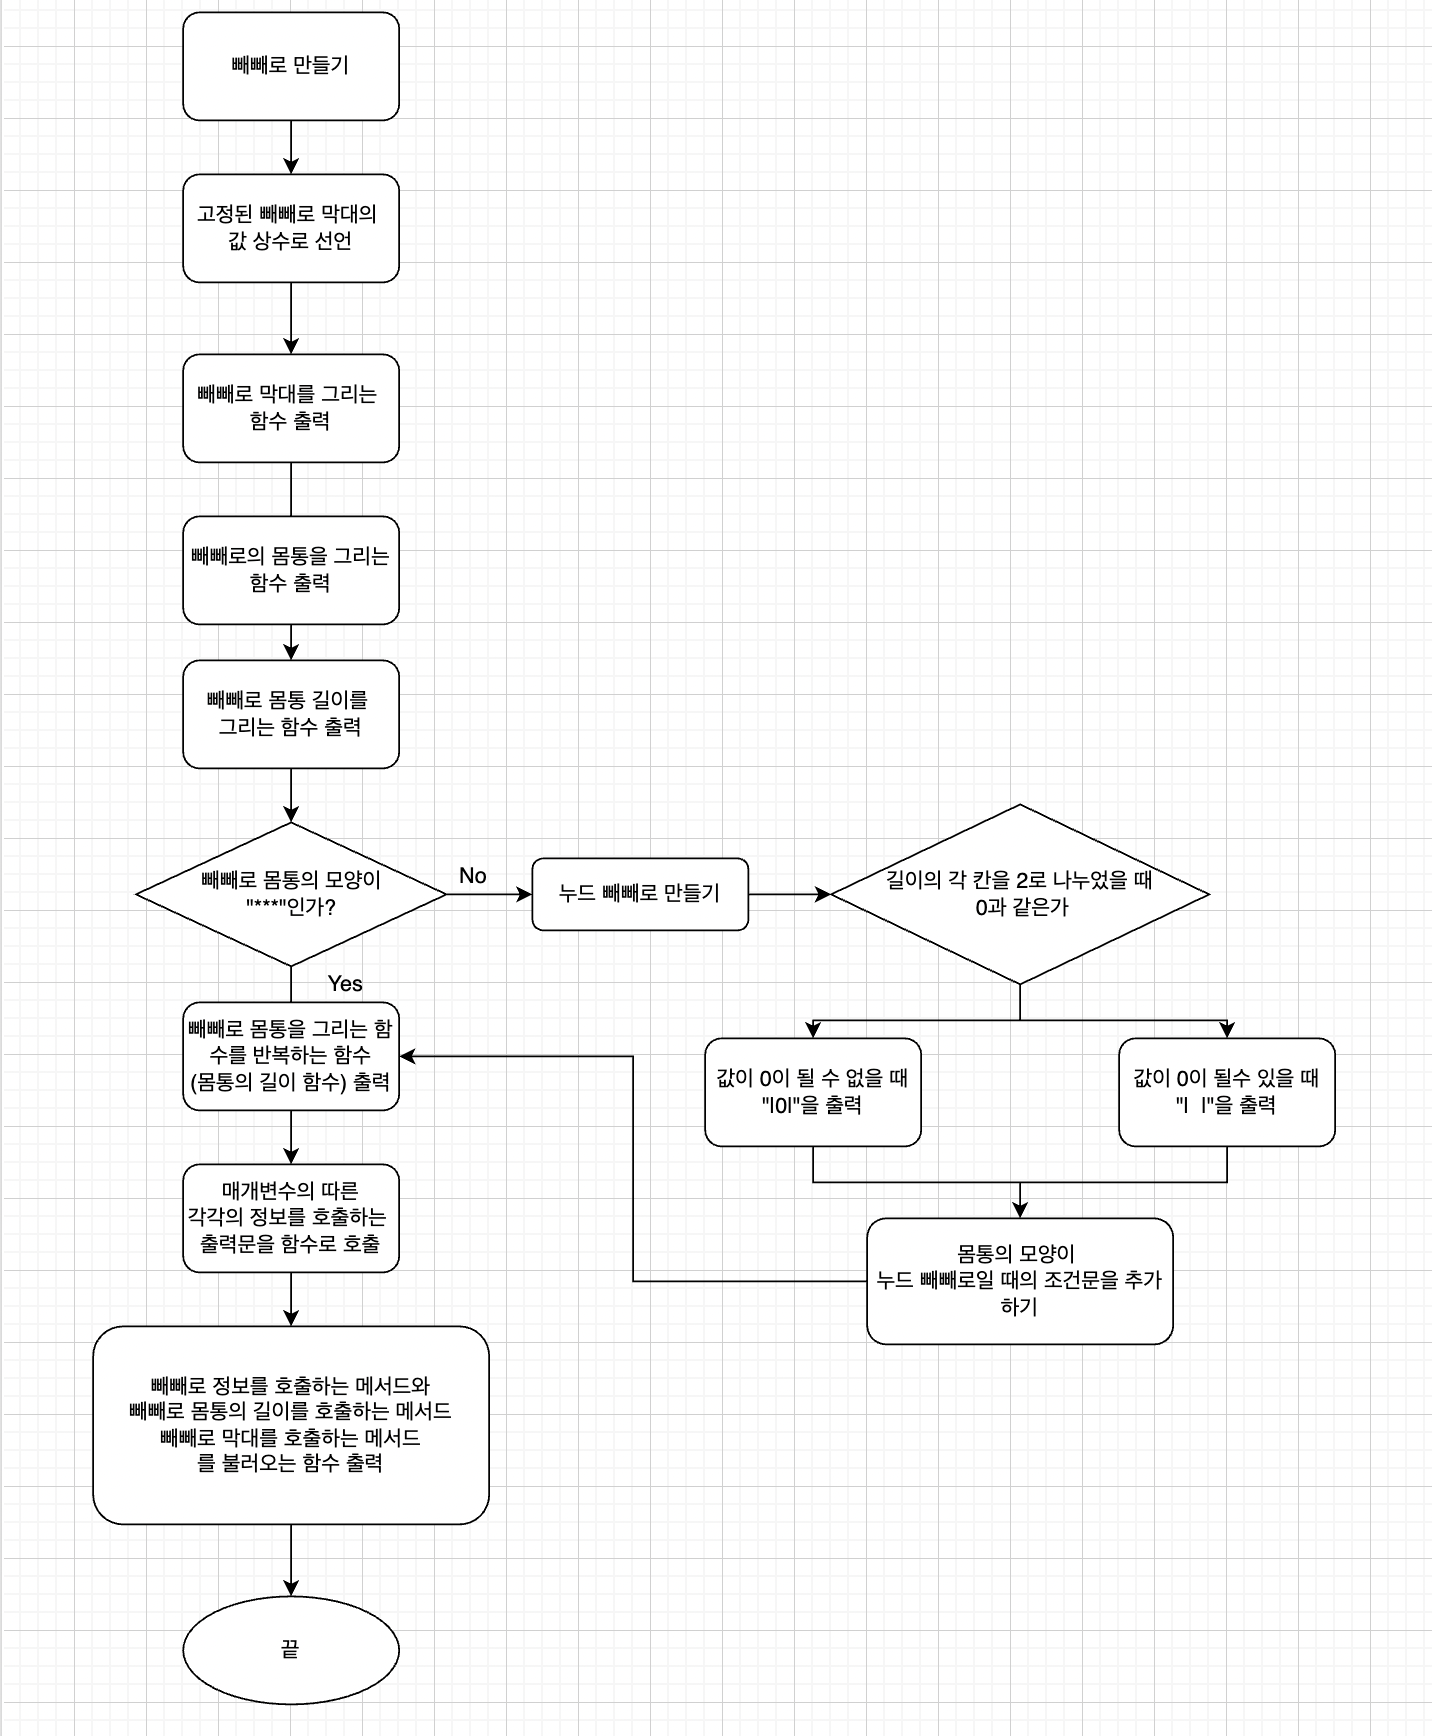 빼빼로 만들기
고정된 빼빼로 막대의
값 상수로 선언
빼빼로 막대를 그리는
함수 출력
빼빼로의 몸통을 그리는
함수 출력
빼빼로 몸통 길이를
그리는 함수 출력
빼빼로 몸통의 모양이
"***"인가?
No
누드 빼빼로 만들기
길이의 각 칸을 2로 나누었을 때
0과 같은가
Yes
빼빼로 몸통을 그리는 함
수를 반복하는 함수
(몸통의 길이 함수) 출력
값이 0이 될 수 없을 때
"|0|"을 출력
값이 0이 될수 있을 때
"|  |"을 출력
매개변수의 따른
각각의 정보를 호출하는
출력문을 함수로 호출
몸통의 모양이
누드 빼빼로일 때의 조건문을 추가
하기
빼빼로 정보를 호출하는 메서드와
빼빼로 몸통의 길이를 호출하는 메서드
빼빼로 막대를 호출하는 메서드
를 불러오는 함수 출력
끝